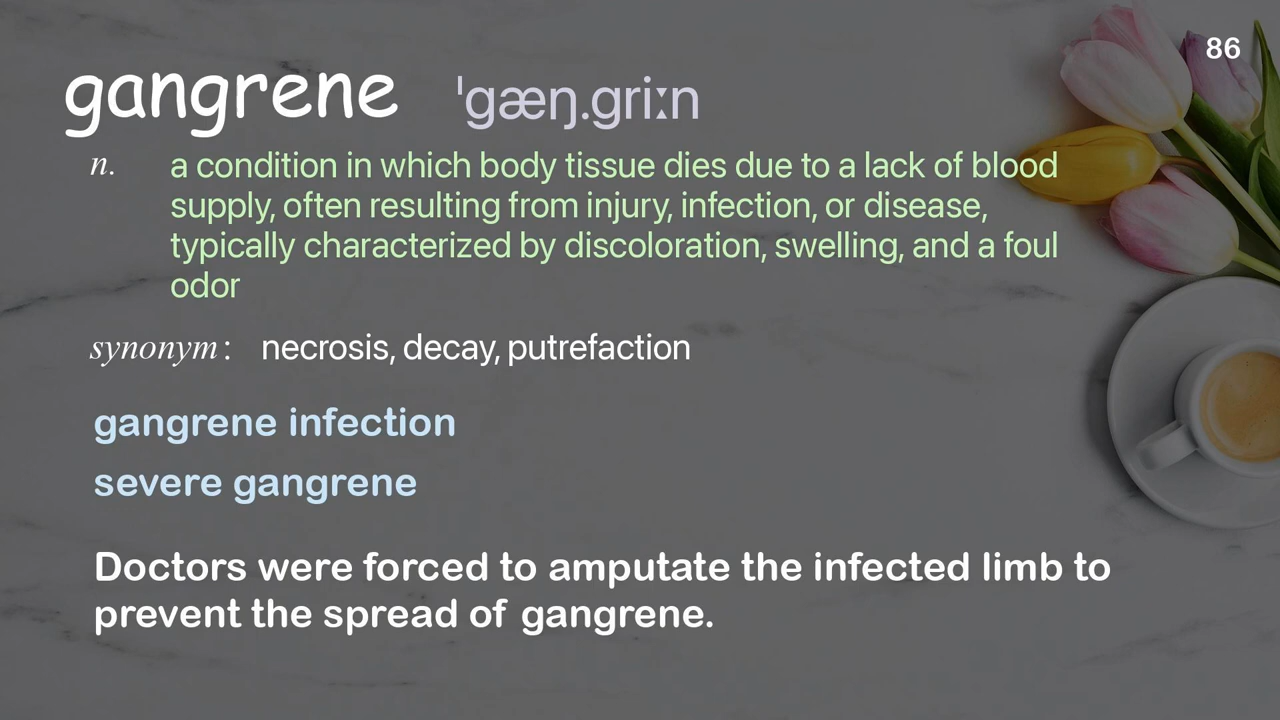 86
gangrene ˈgæŋ.griːn
n. a condition in which body tissue dies due to a lack of blood
supply, often resulting from injury, infection, or disease,
typically characterized by discoloration, swelling, and a foul
odor
synonym: necrosis, decay, putrefaction
gangrene infection
severe gangrene
Doctors were forced to amputate the infected limb to
prevent the spread of gangrene.